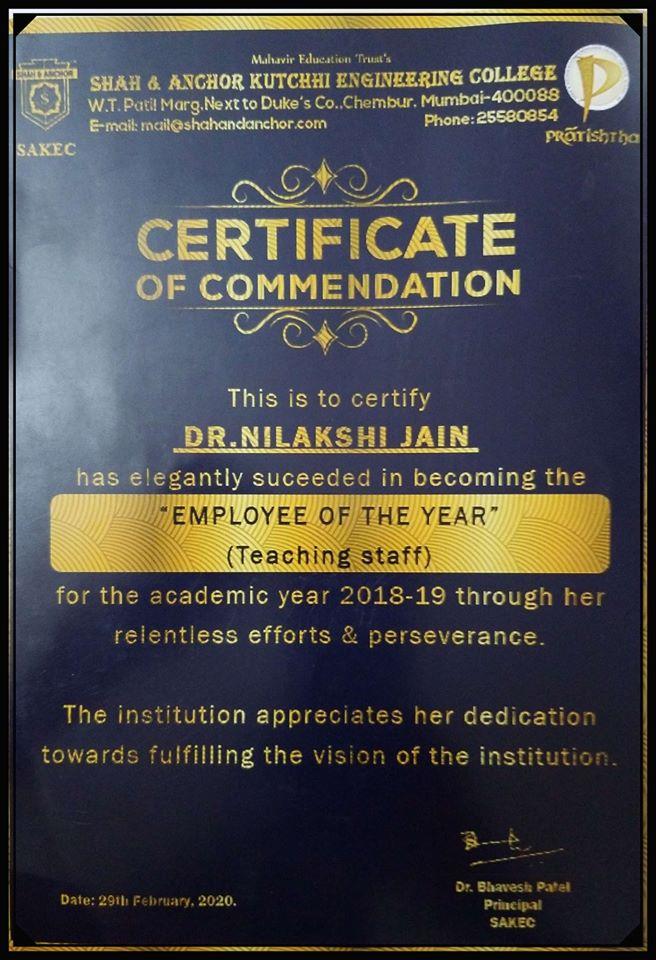 Mahavir Education Trust's
SHAH & ANCHOR KUTCHHI ENGINEERING COLLEGE
W.T. Patil Marg.Next to Duke's Co.,Chembur. Mumbai-400088
E-mail: mail@shahandanchor.com Phone: 25580854
SHAH & ANCHOR
S
SAKEC
P
PRATISHTHA
CERTIFICATE
OF COMMENDATION
This is to certify
DR.NILAKSHI JAIN
has elegantly suceeded in becoming the
“EMPLOYEE OF THE YEAR”
(Teaching staff)
for the academic year 2018-19 through her
relentless efforts & perseverance.
The institution appreciates her dedication
towards fulfilling the vision of the institution.
Date: 29th February, 2020.
Dr. Bhavesh Patel
Principal
SAKEC